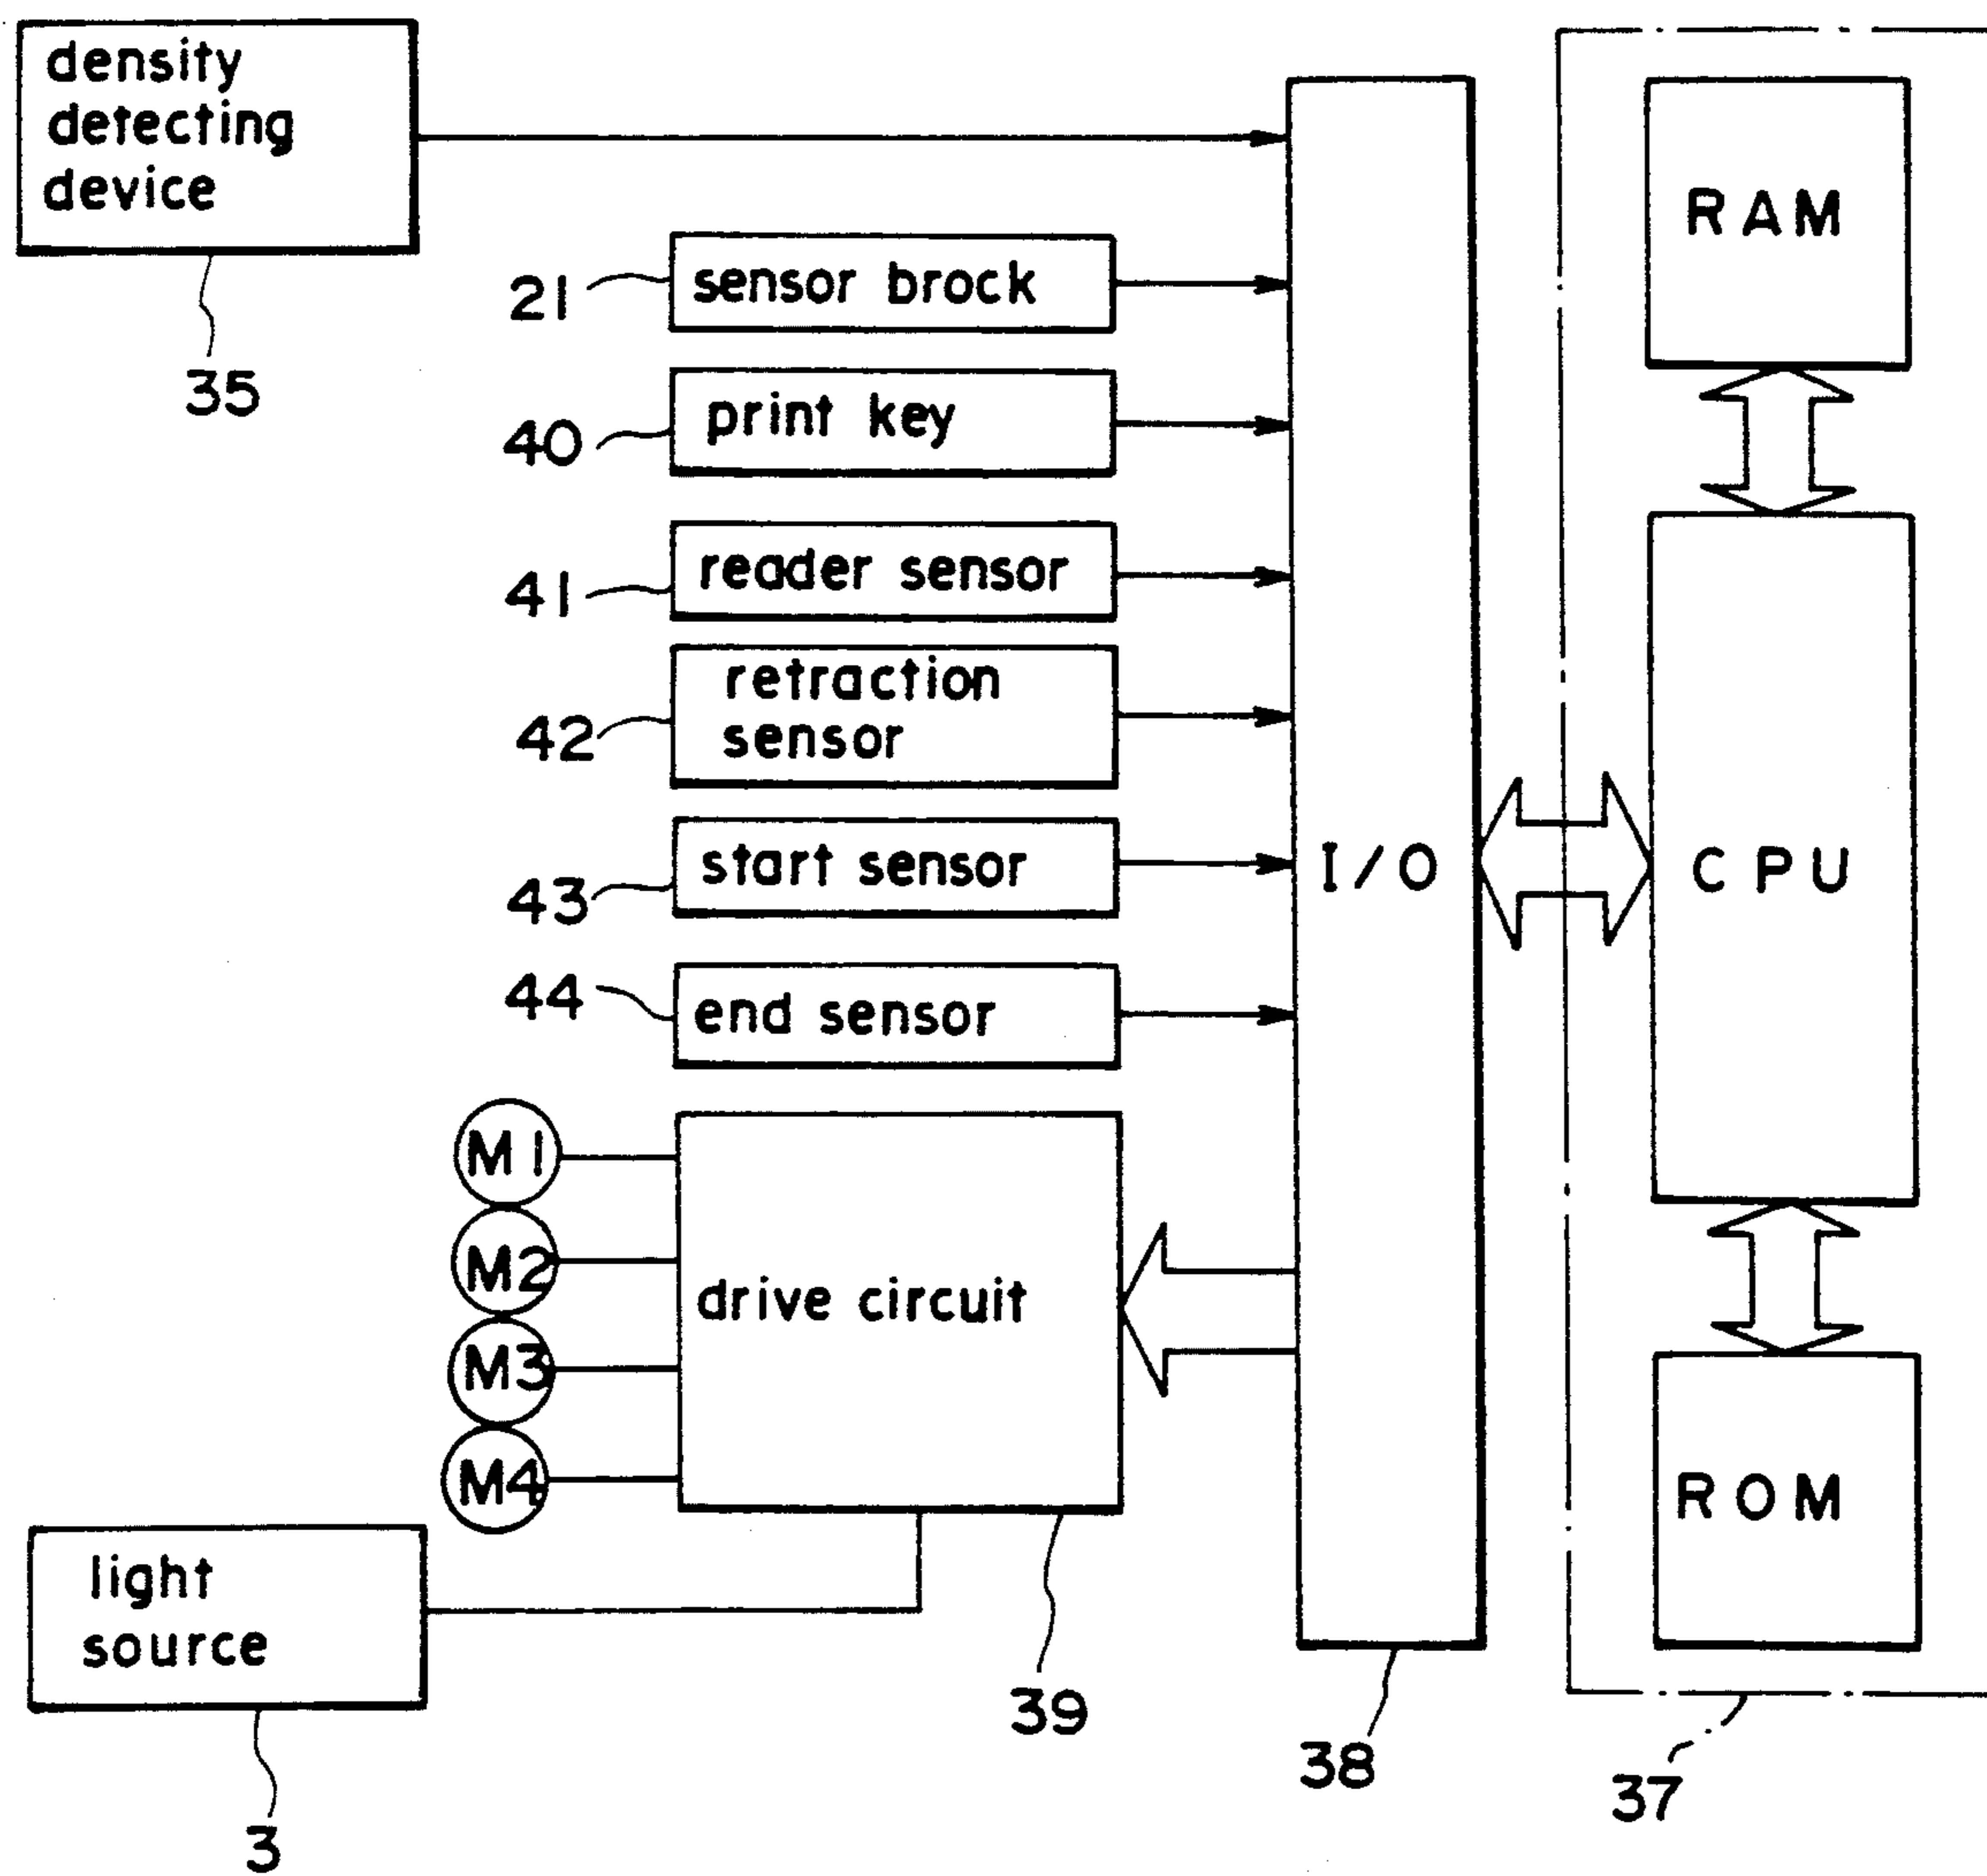 density
detecting
device
35
RAM
21
sensor brock
40
print key
41
reader sensor
42
retraction
sensor
43
start sensor
I/O
CPU
44
end sensor
M1
M2
M3
M4
drive circuit
ROM
light
source
39
38
37
3